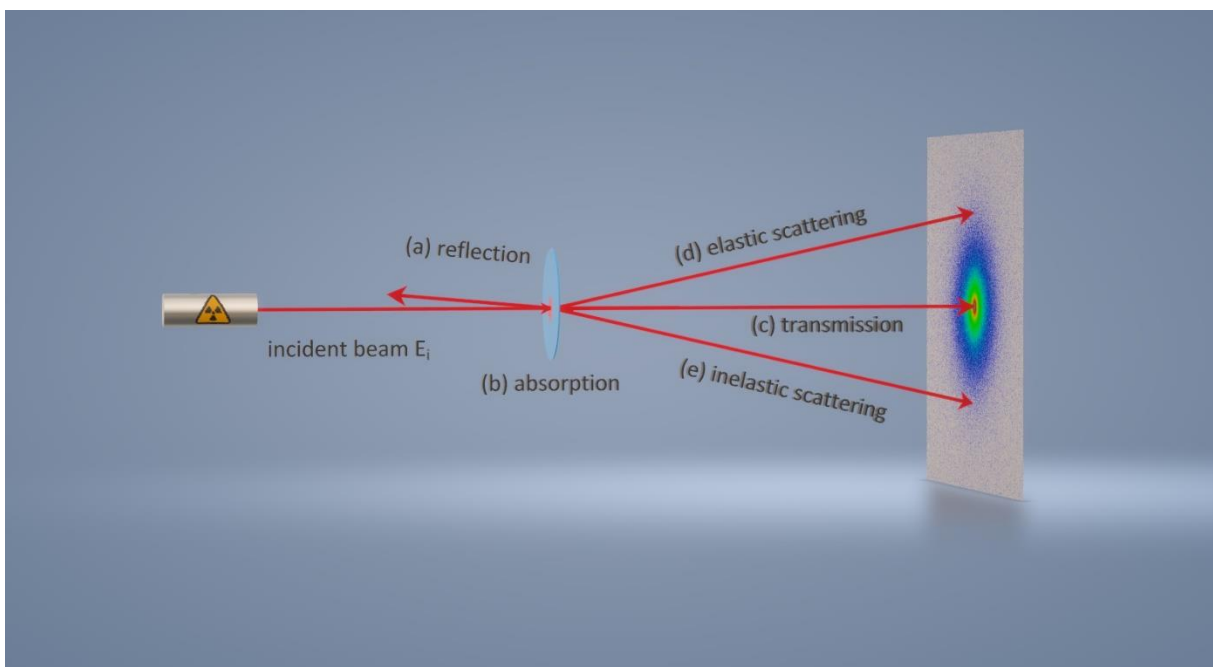 (a) reflection
(d) elastic scattering
(c) transmission
incident beam Eᵢ
(b) absorption
(e) inelastic scattering